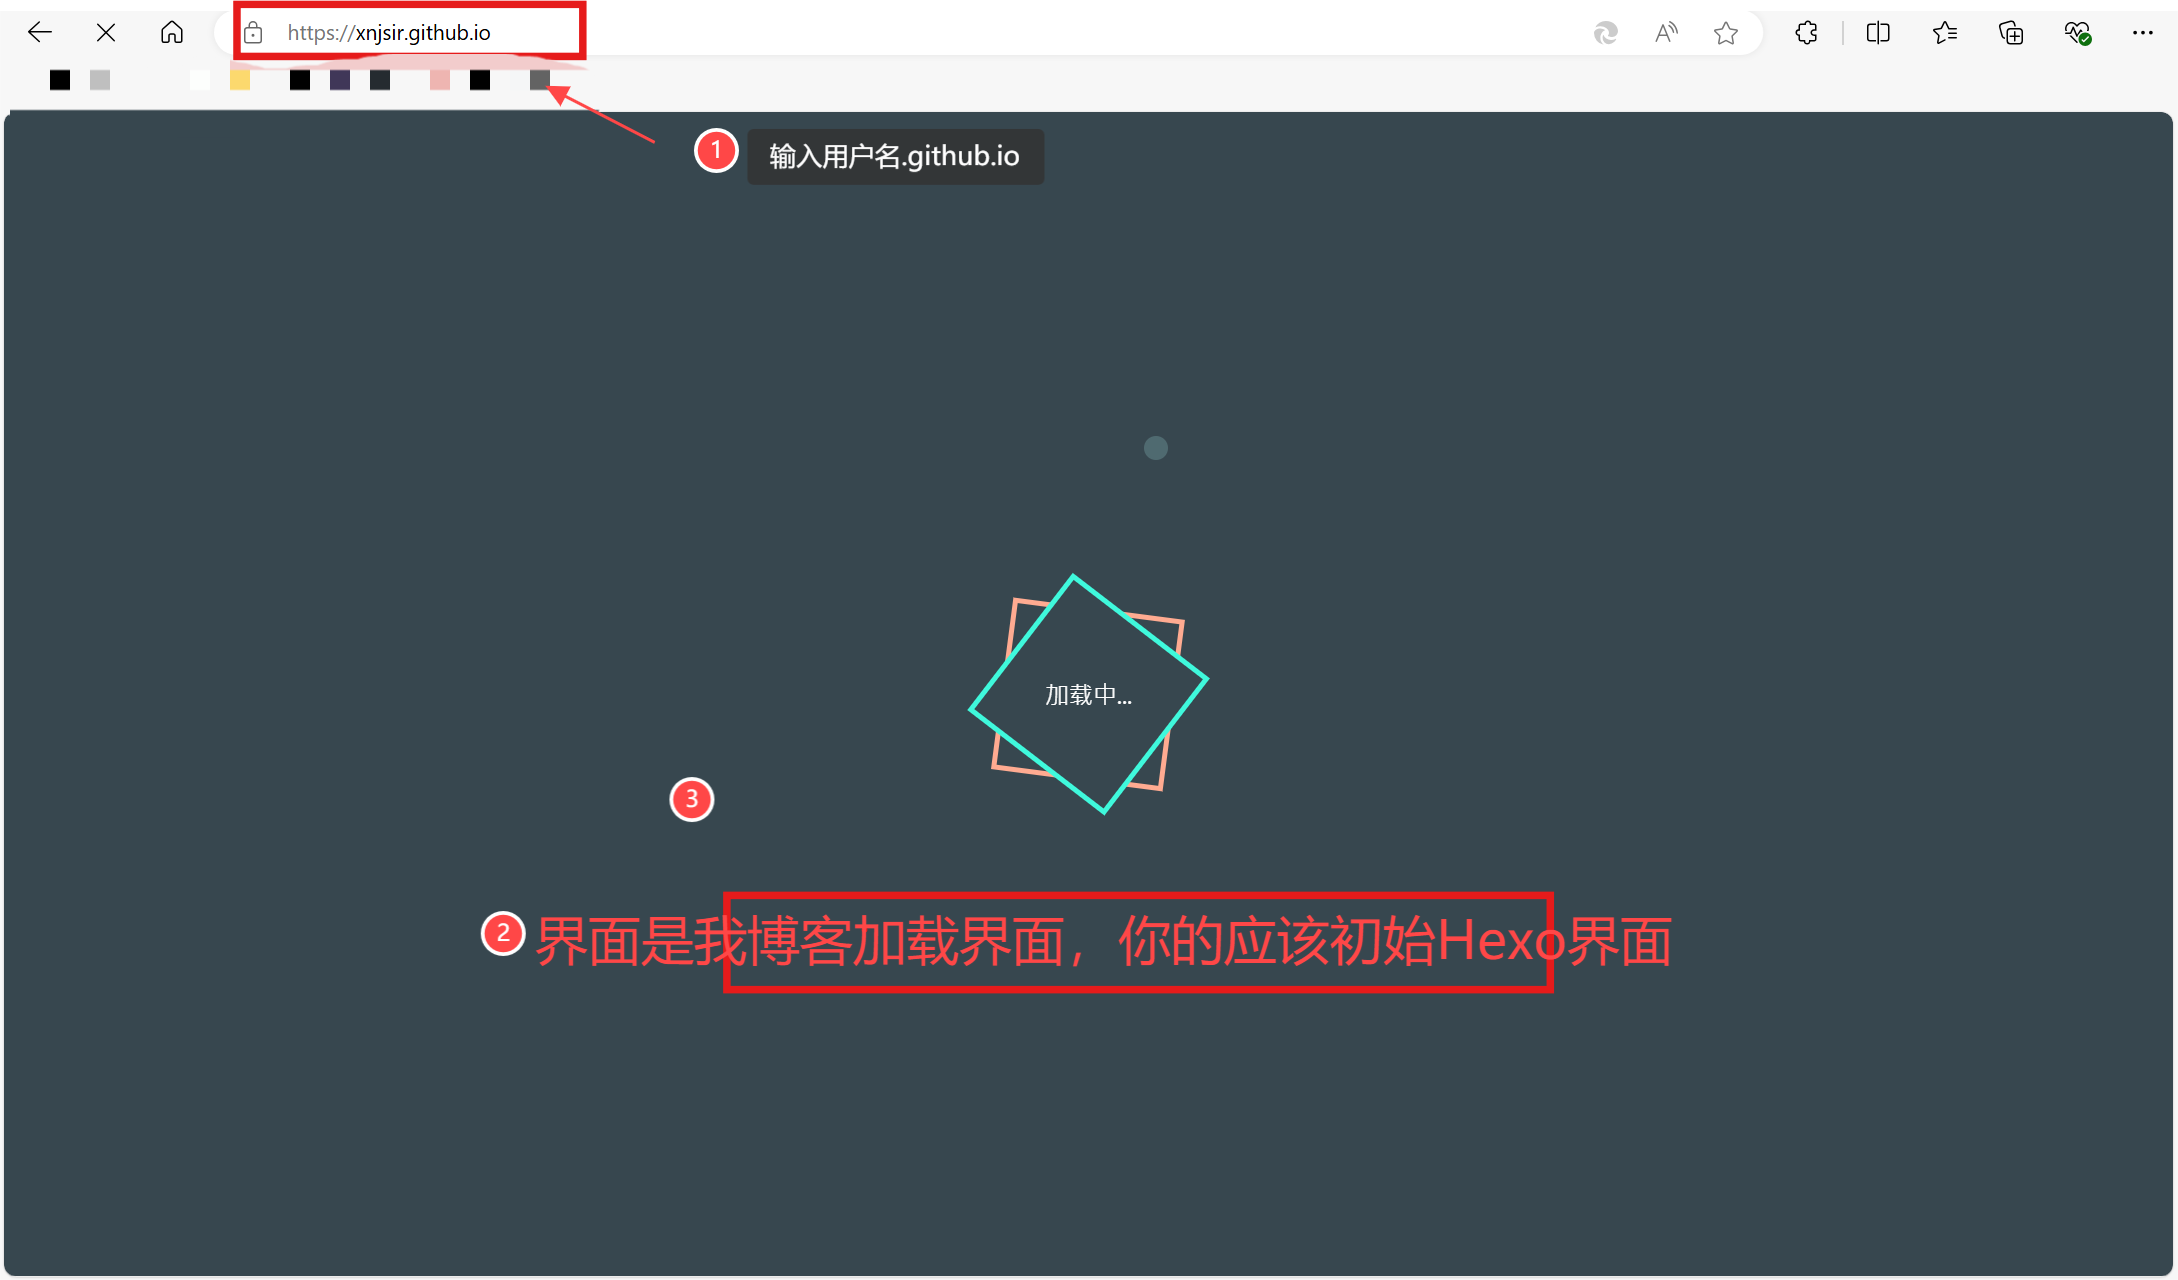 https://xnjsir.github.io
1 输入用户名.github.io
加载中...
3
2 界面是我博客加载界面，你的应该初始Hexo界面